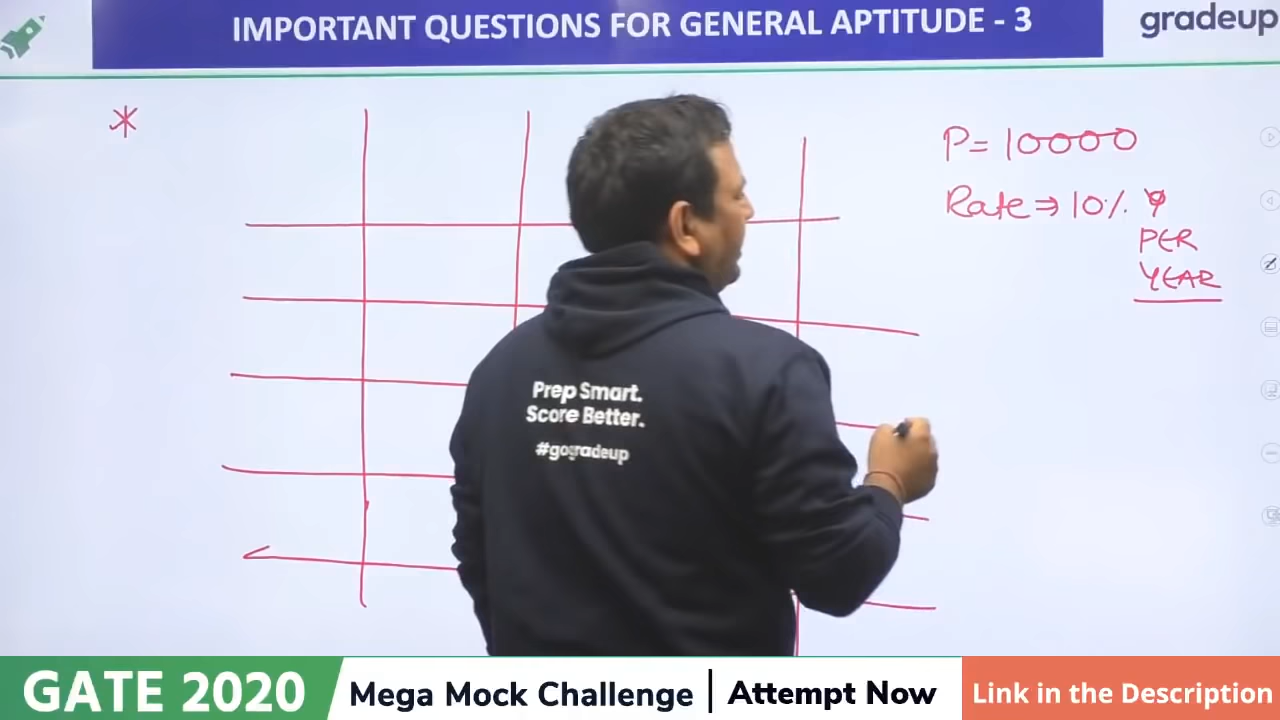 IMPORTANT QUESTIONS FOR GENERAL APTITUDE - 3
gradeup
P= 10000
Rate ⇒ 10%
PER
YEAR
Prep Smart.
Score Better.
#gogradeup
GATE 2020
Mega Mock Challenge
Attempt Now
Link in the Description